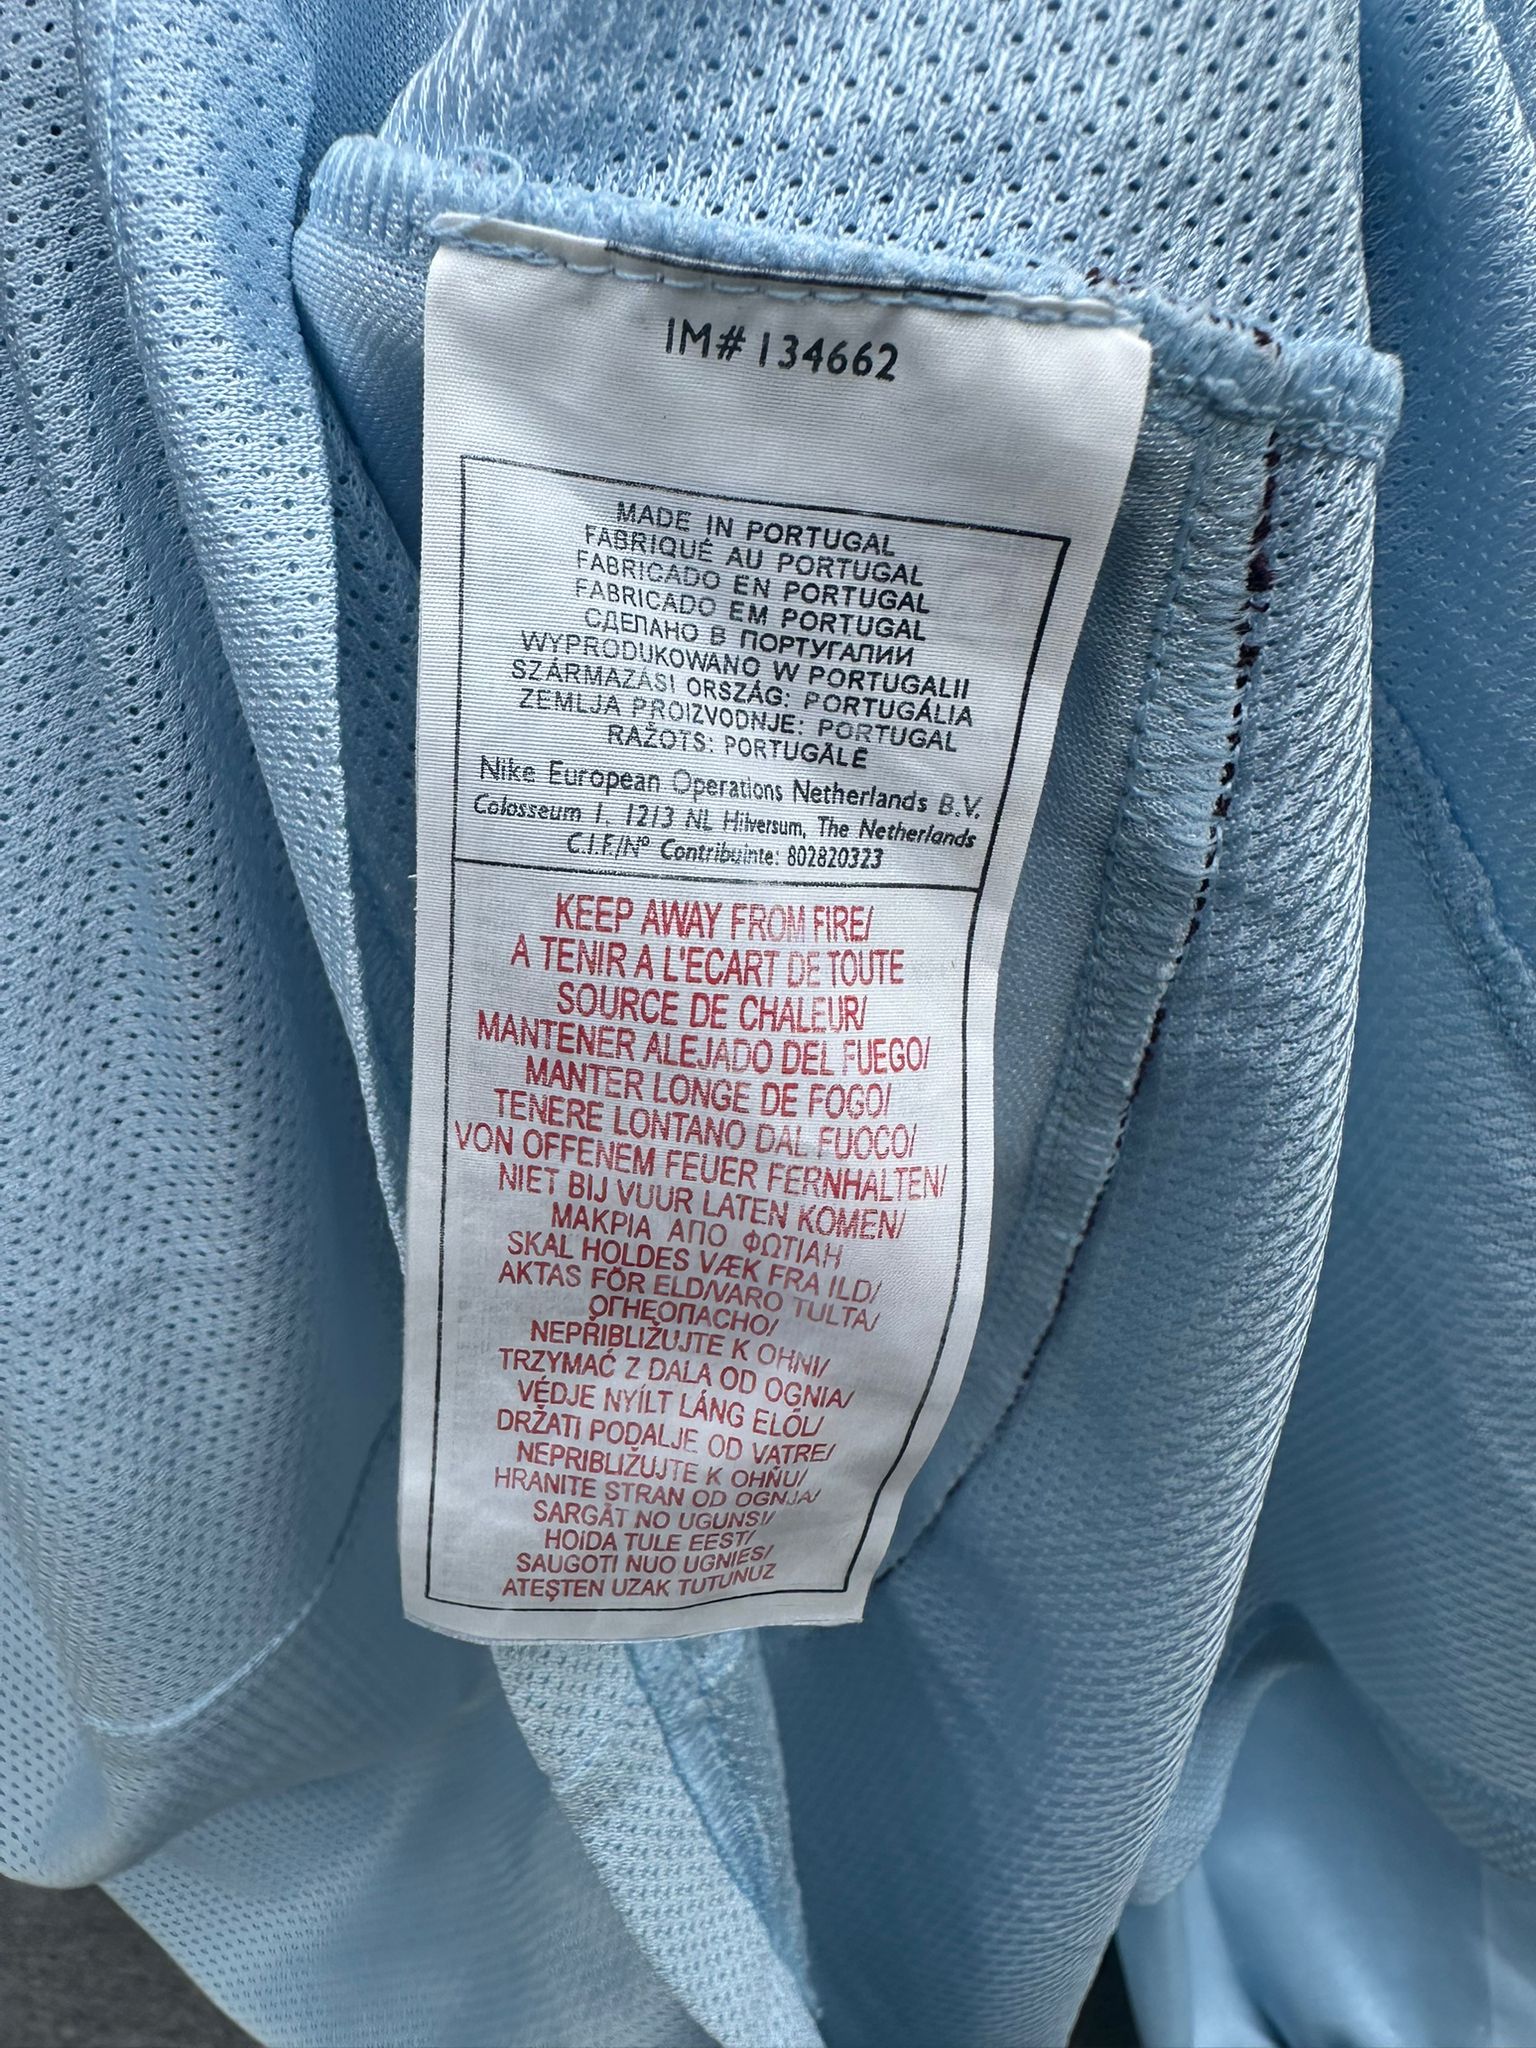 IM# 134662
MADE IN PORTUGAL
FABRIQUÉ AU PORTUGAL
FABRICADO EN PORTUGAL
FABRICADO EM PORTUGAL
СДЕЛАНО В ПОРТУГАЛИИ
WYPRODUKOWANO W PORTUGALII
SZÁRMAZÁSI ORSZÁG: PORTUGÁLIA
ZEMLJA PROIZVODNJE: PORTUGAL
RAŽOTS: PORTUGĀLĒ
Nike European Operations Netherlands B.V.
Colosseum 1, 1213 NL Hilversum, The Netherlands
C.I.F./Nº Contribuinte: 802820323
KEEP AWAY FROM FIRE/
A TENIR A L'ECART DE TOUTE
SOURCE DE CHALEUR/
MANTENER ALEJADO DEL FUEGO/
MANTER LONGE DE FOGO/
TENERE LONTANO DAL FUOCO/
VON OFFENEM FEUER FERNHALTEN/
NIET BIJ VUUR LATEN KOMEN/
ΜΑΚΡΙΑ ΑΠΟ ΦΩΤΙΑΗ
SKAL HOLDES VÆK FRA ILD/
AKTAS FÖR ELD/VARO TULTA/
ОГНЕОПАСНО/
NEPŘIBLIŽUJTE K OHNI/
TRZYMAĆ Z DALA OD OGNIA/
VÉDJE NYÍLT LÁNG ELŐL/
DRŽATI PODALJE OD VATRE/
NEPRIBLIŽUJTE K OHŇU/
HRANITE STRAN OD OGNJA/
SARGĀT NO UGUNS!/
HOIDA TULE EEST/
SAUGOTI NUO UGNIES/
ATEŞTEN UZAK TUTUNUZ